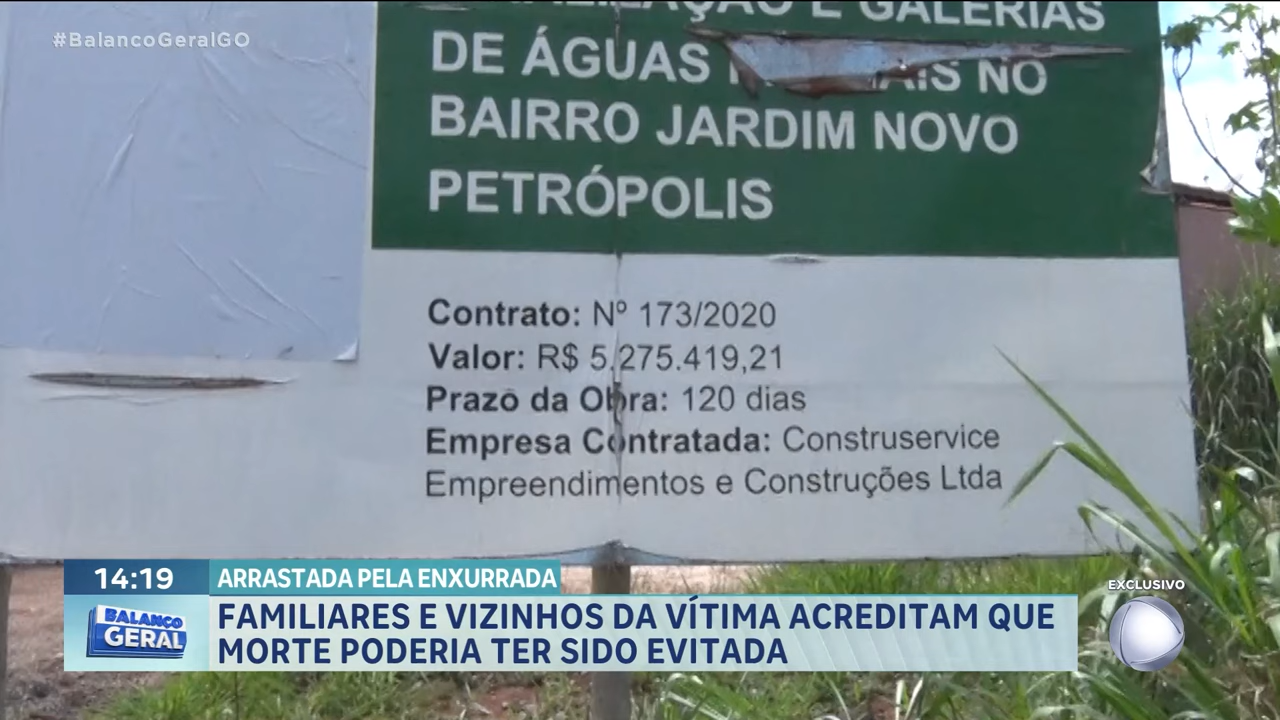 #BalancoGeralGO
E GALERIAS
DE ÁGUAS NO
BAIRRO JARDIM NOVO
PETRÓPOLIS
Contrato: Nº 173/2020
Valor: R$ 5.275.419,21
Prazo da Obra: 120 dias
Empresa Contratada: Construservice
Empreendimentos e Construções Ltda
EXCLUSIVO
14:19 ARRASTADA PELA ENXURRADA
BALANÇO
GERAL
FAMILIARES E VIZINHOS DA VÍTIMA ACREDITAM QUE
MORTE PODERIA TER SIDO EVITADA